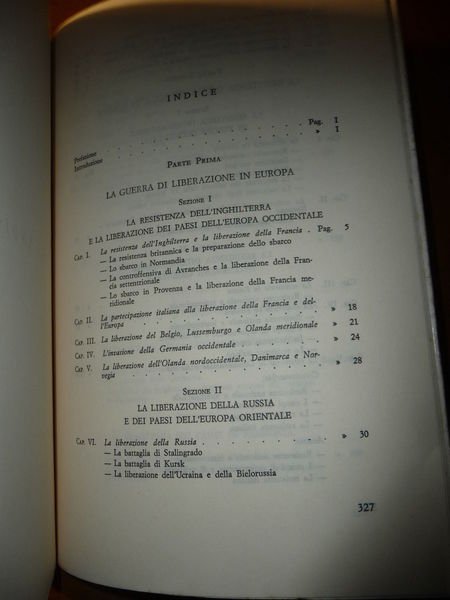 INDICE
Prefazione . . . . . . . . . . Pag. I
Introduzione . . . . . . . . . . » I
PARTE PRIMA
LA GUERRA DI LIBERAZIONE IN EUROPA
SEZIONE I
LA RESISTENZA DELL'INGHILTERRA
E LA LIBERAZIONE DEI PAESI DELL'EUROPA OCCIDENTALE
CAP. I. La resistenza dell'Inghilterra e la liberazione della Francia . Pag. 5
— La resistenza britannica e la preparazione dello sbarco
— Lo sbarco in Normandia
— La controffensiva di Avranches e la liberazione della Fran-
cia settentrionale
— Lo sbarco in Provenza e la liberazione della Francia me-
ridionale
CAP. II. La partecipazione italiana alla liberazione della Francia e del-
l'Europa . . . . . . . . . . » 18
CAP. III. La liberazione del Belgio, Lussemburgo e Olanda meridionale » 21
CAP. IV. L'invasione della Germania occidentale . . . . . » 24
CAP. V. La liberazione dell'Olanda nordoccidentale, Danimarca e Nor-
vegia . . . . . . . . . . » 28
SEZIONE II
LA LIBERAZIONE DELLA RUSSIA
E DEI PAESI DELL'EUROPA ORIENTALE
CAP. VI. La liberazione della Russia . . . . . . . » 30
— La battaglia di Stalingrado
— La battaglia di Kursk
— La liberazione dell'Ucraina e della Bielorussia
327